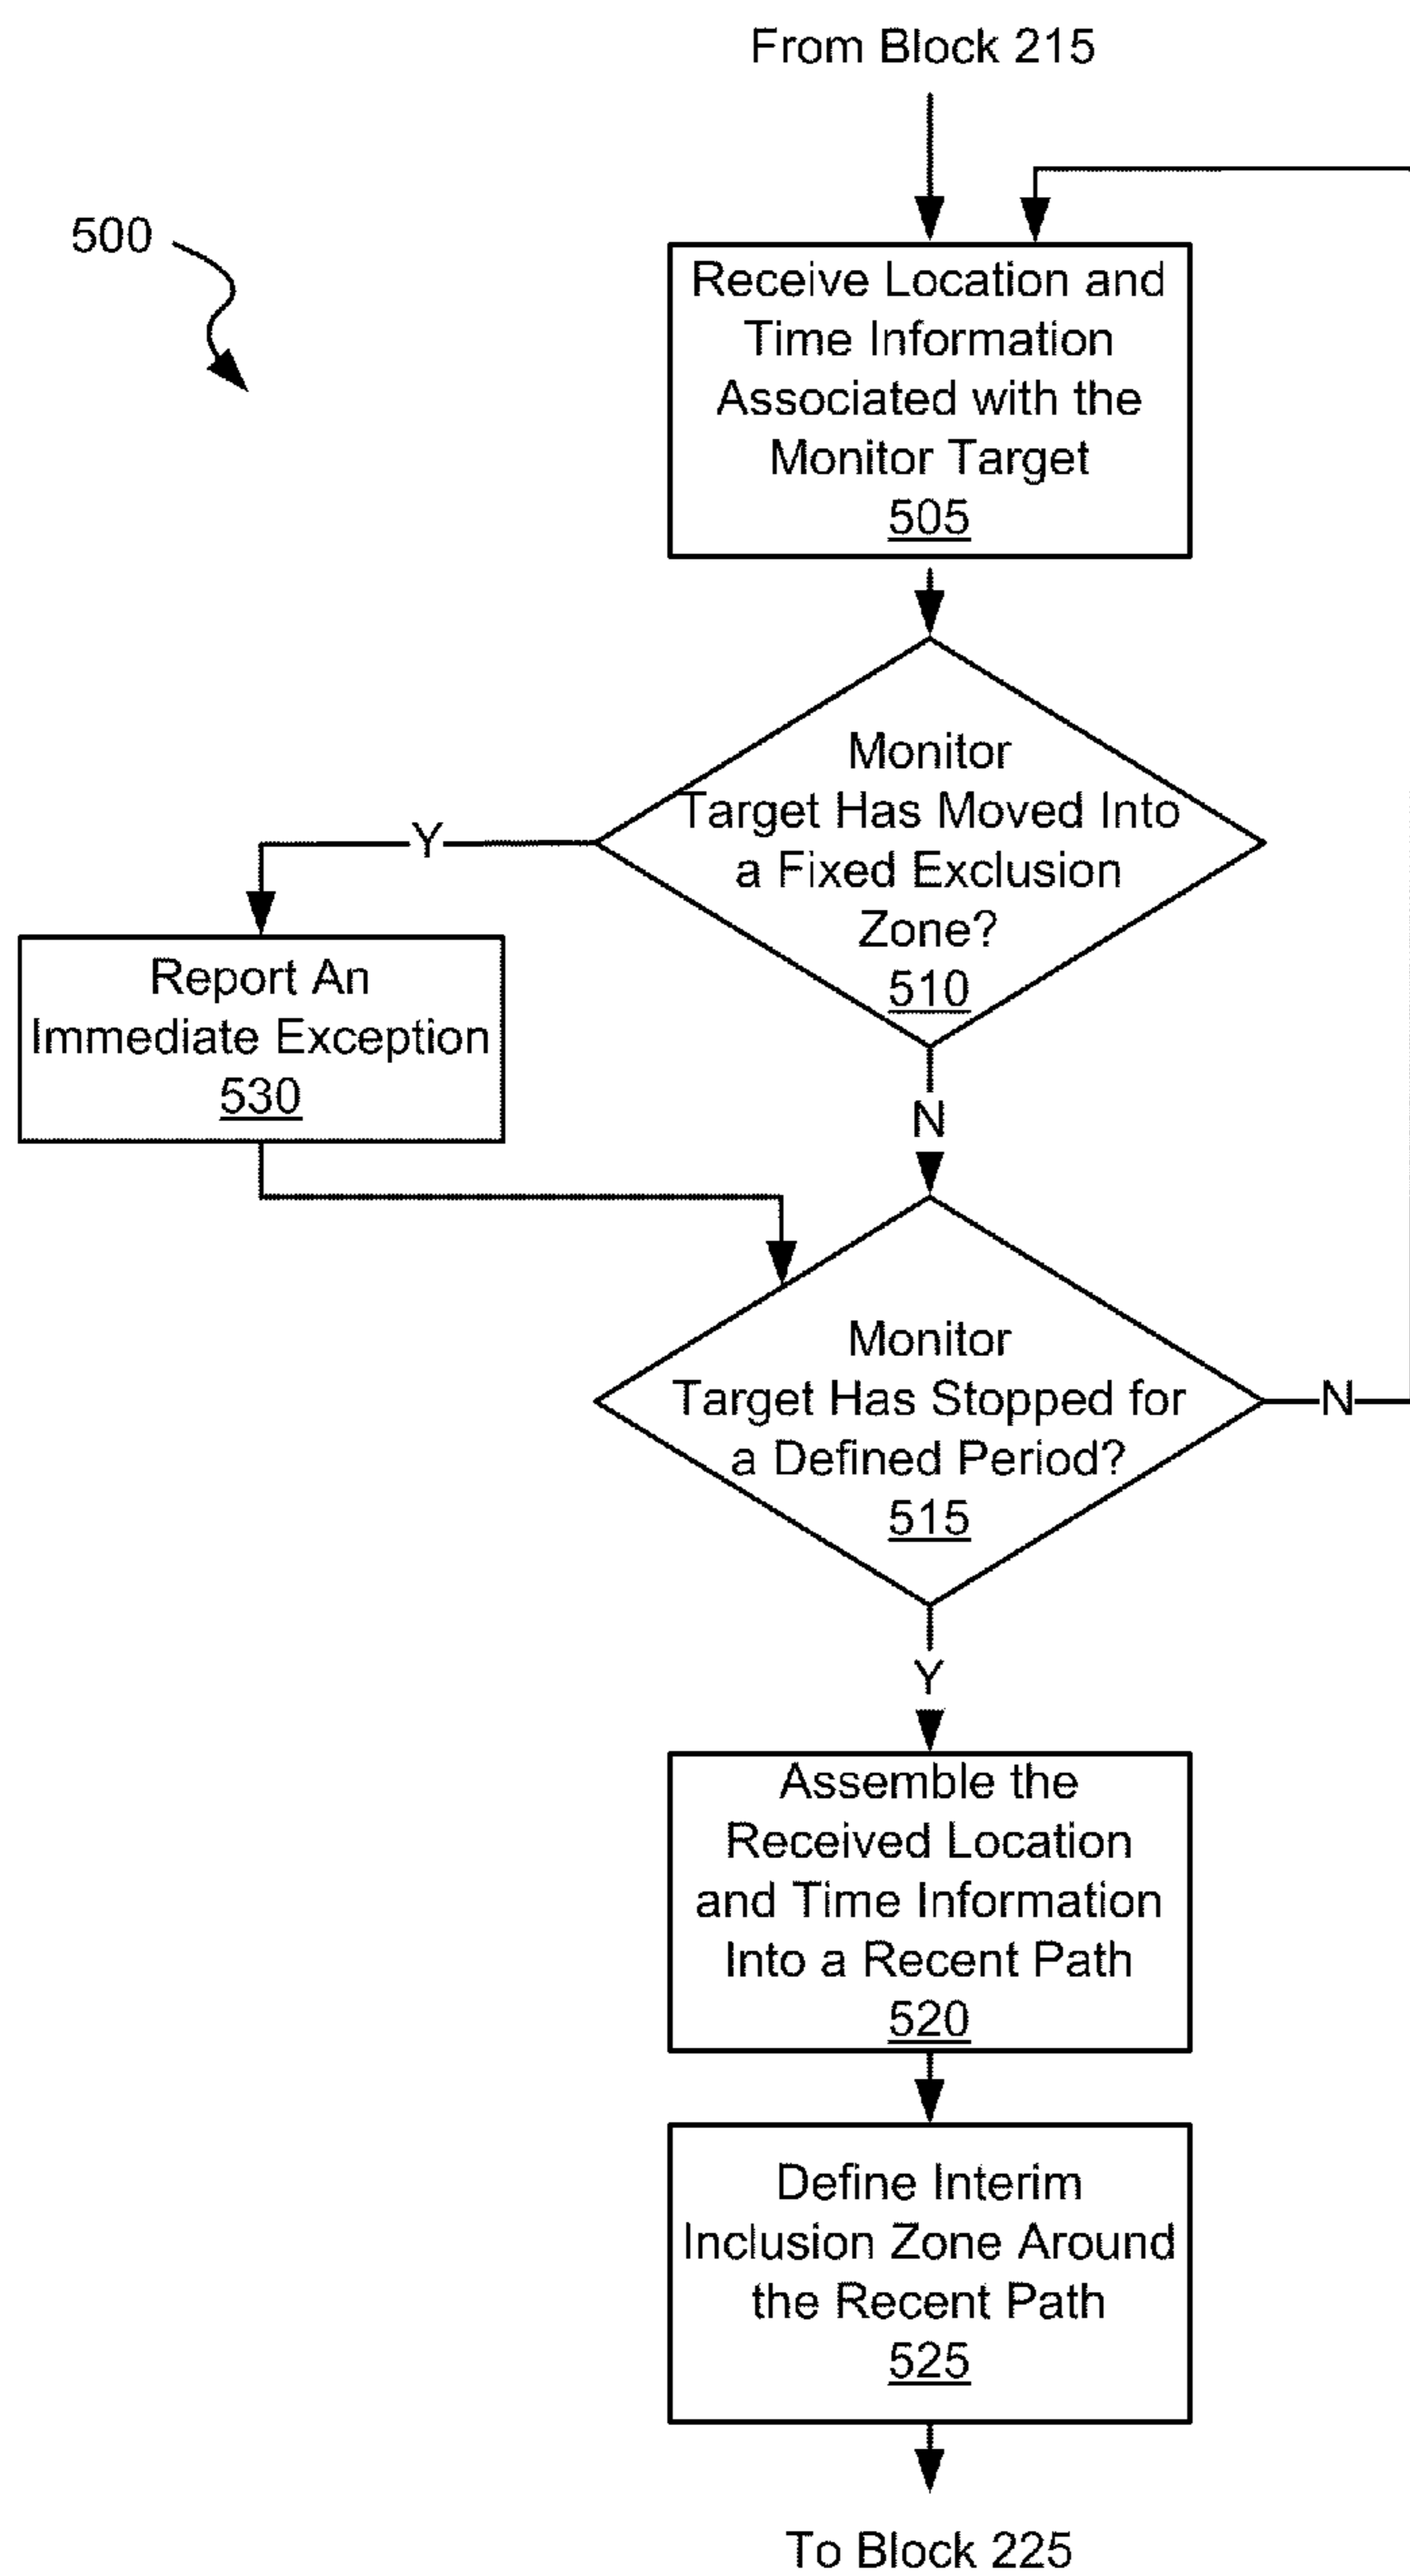 From Block 215
500
Receive Location and
Time Information
Associated with the
Monitor Target
505
Monitor
Target Has Moved Into
a Fixed Exclusion
Zone?
510
Y
Report An
Immediate Exception
530
N
Monitor
Target Has Stopped for
a Defined Period?
515
N
Y
Assemble the
Received Location
and Time Information
Into a Recent Path
520
Define Interim
Inclusion Zone Around
the Recent Path
525
To Block 225